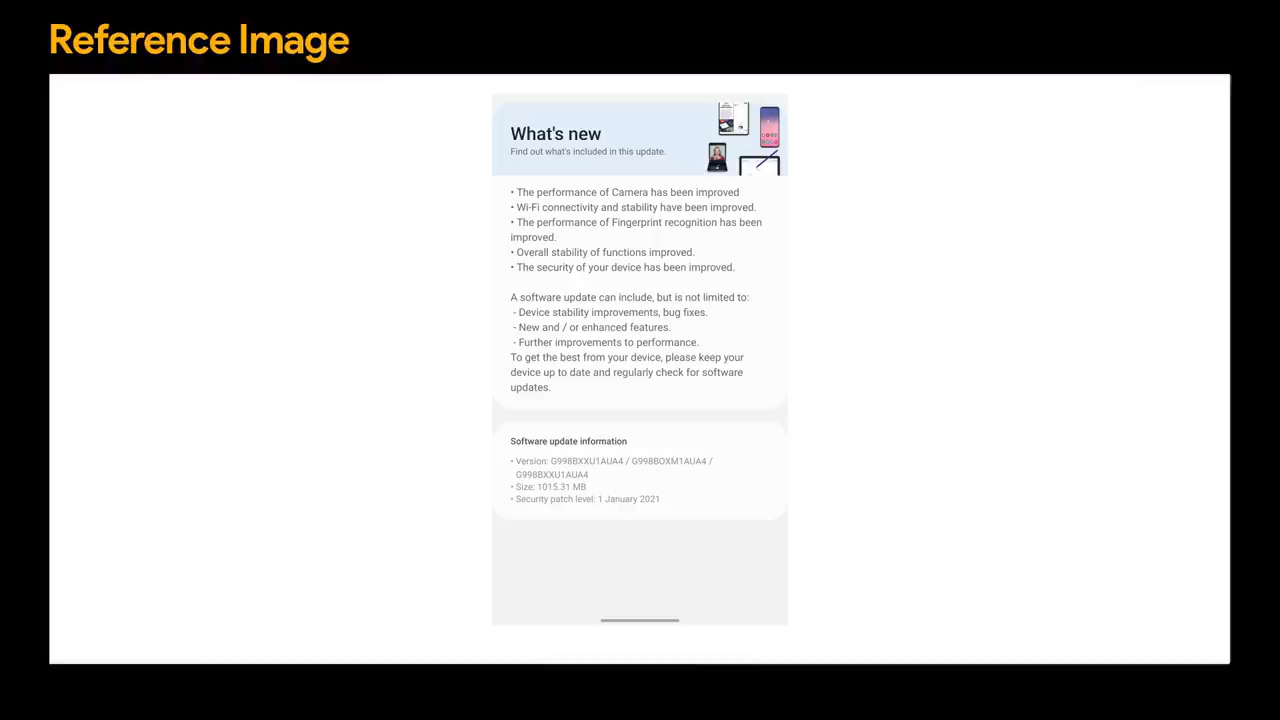 Reference Image
What's new
Find out what's included in this update.
• The performance of Camera has been improved
• Wi-Fi connectivity and stability have been improved.
• The performance of Fingerprint recognition has been
improved.
• Overall stability of functions improved.
• The security of your device has been improved.
A software update can include, but is not limited to:
- Device stability improvements, bug fixes.
- New and / or enhanced features.
- Further improvements to performance.
To get the best from your device, please keep your
device up to date and regularly check for software
updates.
Software update information
• Version: G998BXXU1AUA4 / G998BOXM1AUA4 /
G998BXXU1AUA4
• Size: 1015.31 MB
• Security patch level: 1 January 2021